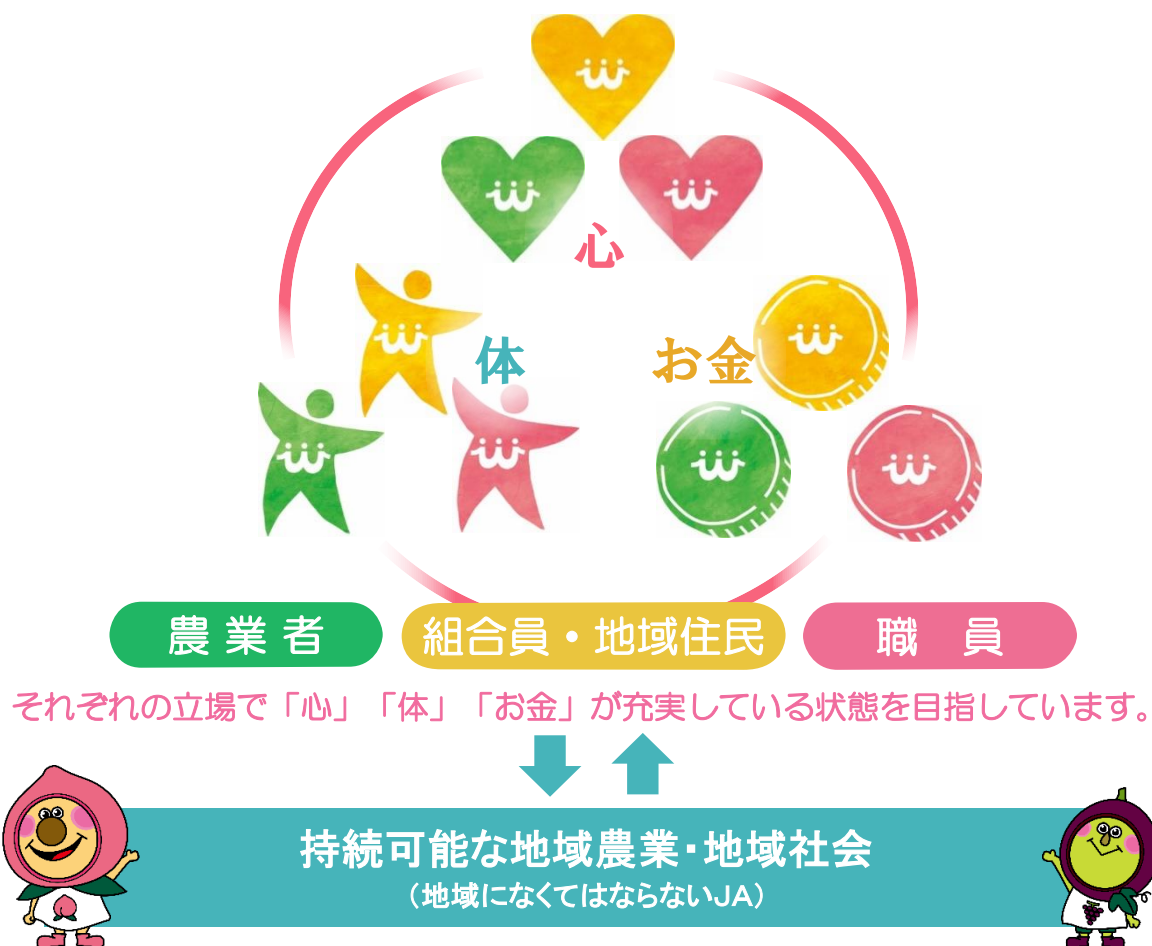 心
体
お金
農業者
組合員・地域住民
職員
それぞれの立場で「心」「体」「お金」が充実している状態を目指しています。
持続可能な地域農業・地域社会
(地域になくてはならないJA)